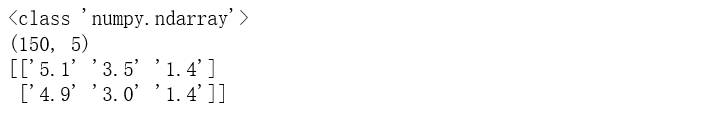 <class 'numpy.ndarray'>
(150, 5)
[['5.1' '3.5' '1.4']
 ['4.9' '3.0' '1.4']]